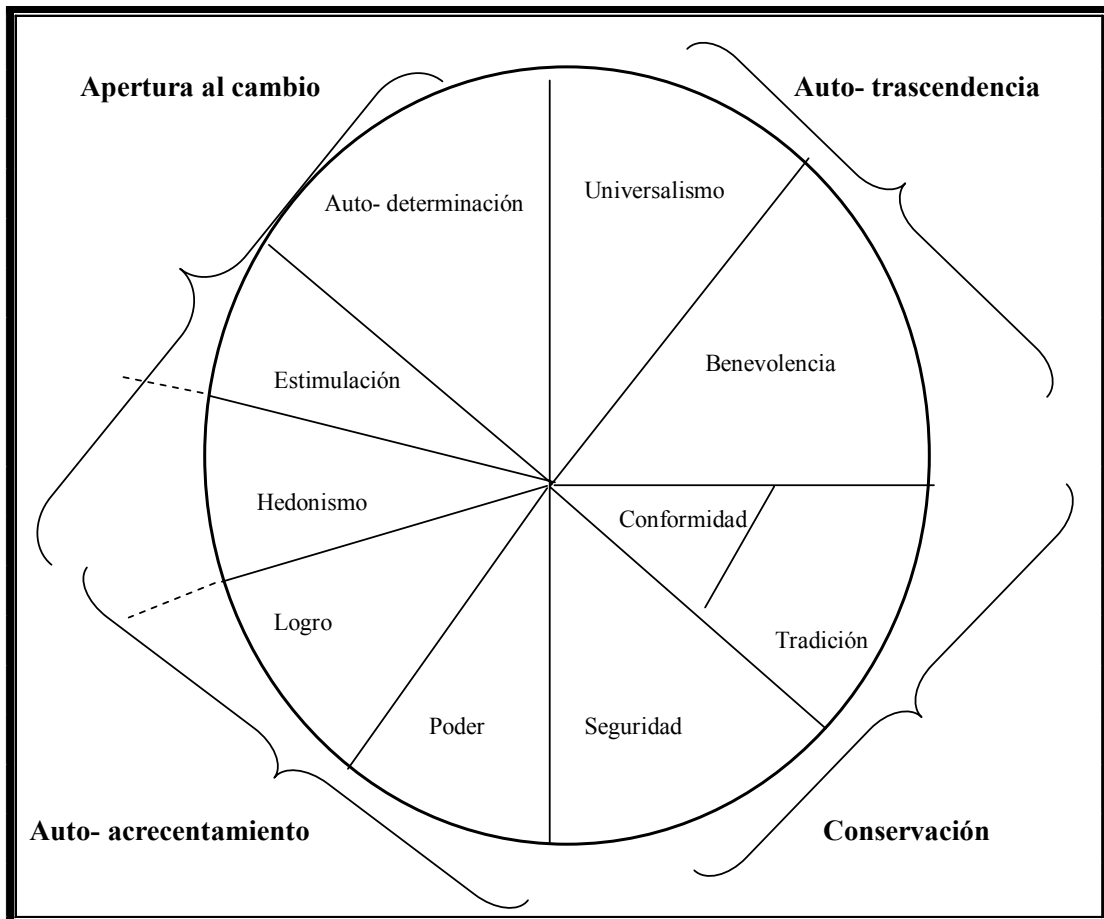 Apertura al cambio
Auto- trascendencia
Auto- determinación
Universalismo
Estimulación
Benevolencia
Hedonismo
Conformidad
Logro
Tradición
Poder
Seguridad
Auto- acrecentamiento
Conservación